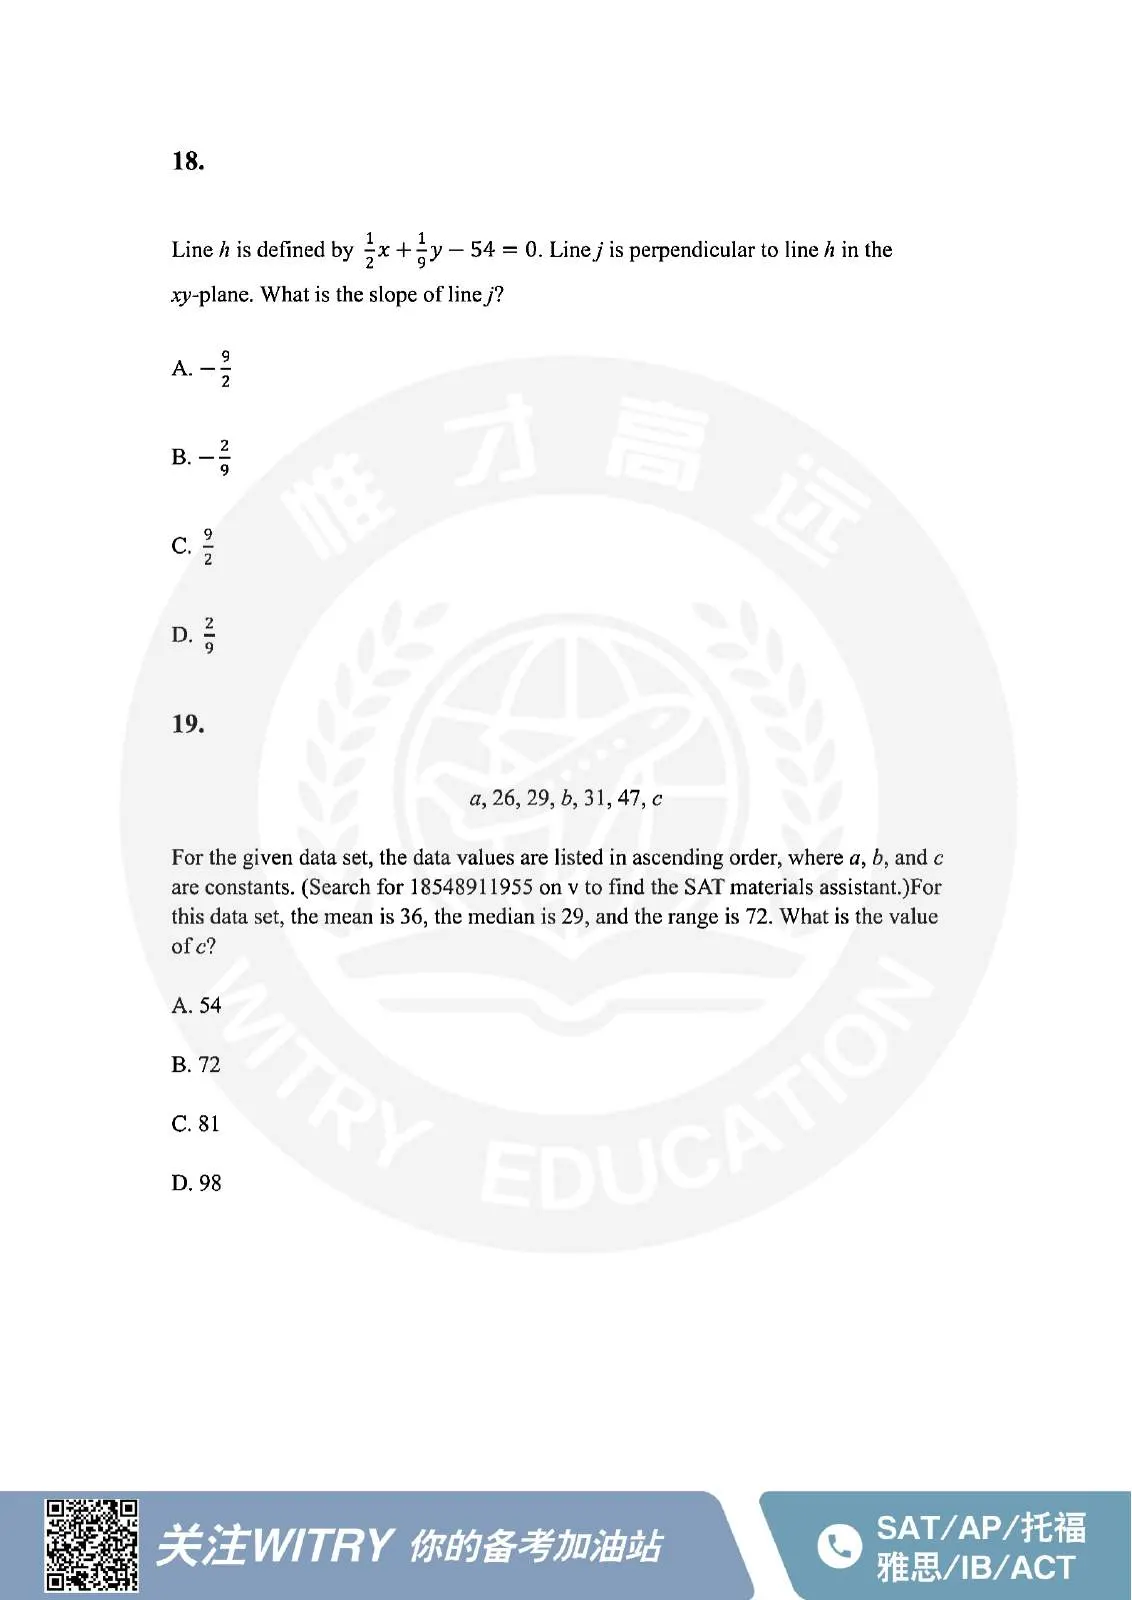 18.
Line h is defined by 1/2 x + 1/9 y − 54 = 0. Line j is perpendicular to line h in the
xy-plane. What is the slope of line j?
A. −9/2
B. −2/9
C. 9/2
D. 2/9
19.
a, 26, 29, b, 31, 47, c
For the given data set, the data values are listed in ascending order, where a, b, and c
are constants. (Search for 18548911955 on v to find the SAT materials assistant.)For
this data set, the mean is 36, the median is 29, and the range is 72. What is the value
of c?
A. 54
B. 72
C. 81
D. 98
惟才高远
WITRY EDUCATION
关注WITRY 你的备考加油站
SAT/AP/托福
雅思/IB/ACT